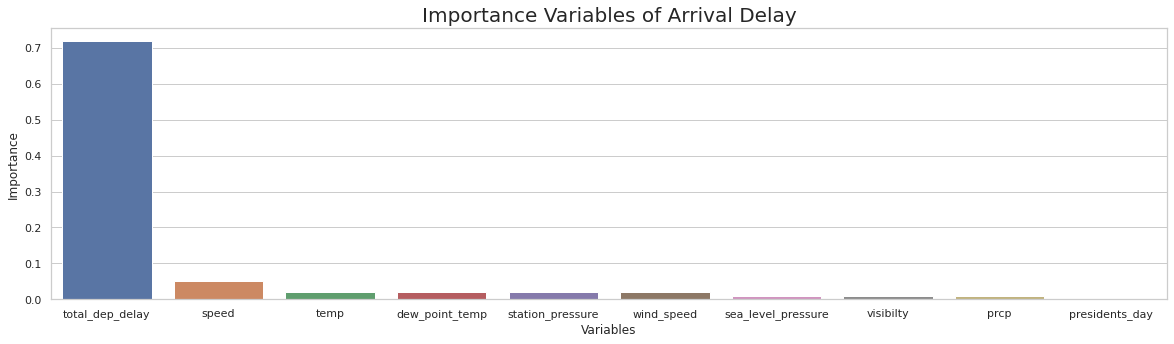 Importance Variables of Arrival Delay
0.7
0.6
0.5
0.4
0.3
0.2
0.1
0.0
Importance
total_dep_delay speed temp dew_point_temp station_pressure wind_speed sea_level_pressure visibilty prcp presidents_day
Variables